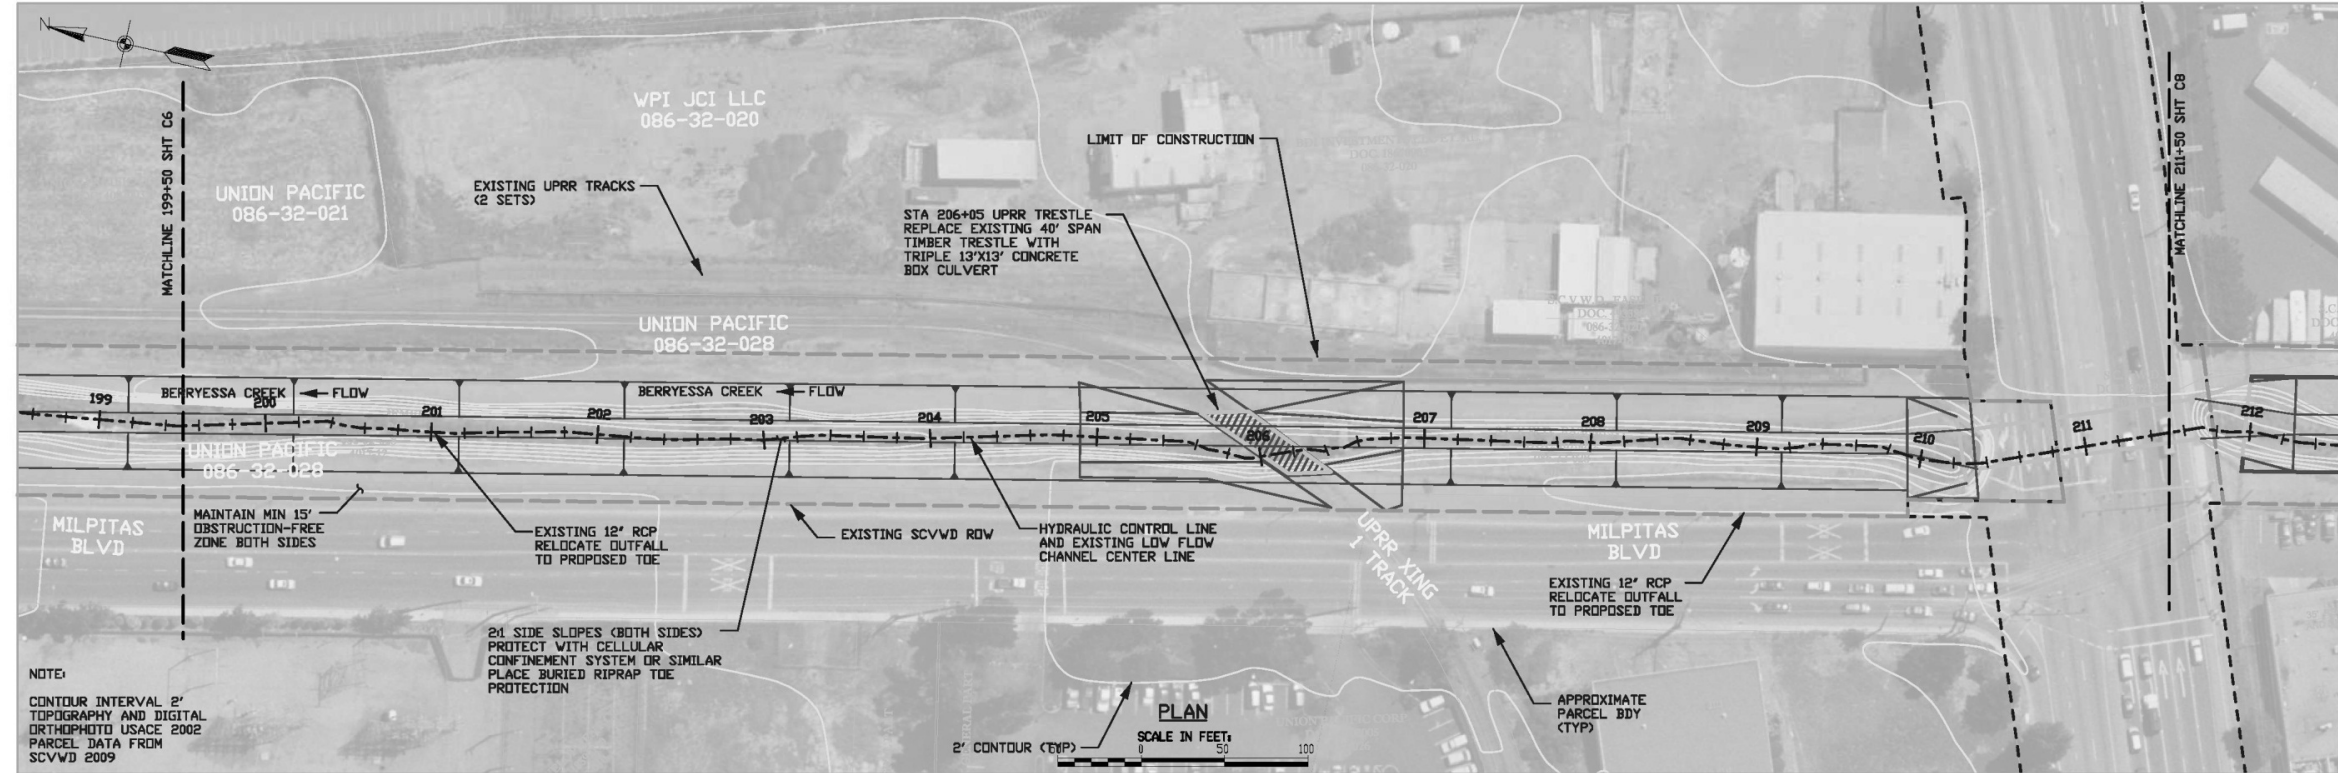 N
MATCHLINE 199+50 SHT C6
UNION PACIFIC
086-32-021
WPI JCI LLC
086-32-020
EXISTING UPRR TRACKS
(2 SETS)
LIMIT OF CONSTRUCTION
STA 206+05 UPRR TRESTLE
REPLACE EXISTING 40' SPAN
TIMBER TRESTLE WITH
TRIPLE 13'X13' CONCRETE
BOX CULVERT
MATCHLINE 211+50 SHT C8
UNION PACIFIC
086-32-028
BERRYESSA CREEK
FLOW
BERRYESSA CREEK
FLOW
199
200
201
202
203
204
205
206
207
208
209
210
211
212
UNION PACIFIC
086-32-028
MAINTAIN MIN 15'
OBSTRUCTION-FREE
ZONE BOTH SIDES
MILPITAS
BLVD
EXISTING 12" RCP
RELOCATE OUTFALL
TO PROPOSED TOE
EXISTING SCVWD ROW
HYDRAULIC CONTROL LINE
AND EXISTING LOW FLOW
CHANNEL CENTER LINE
UPRR XING
1 TRACK
MILPITAS
BLVD
EXISTING 12" RCP
RELOCATE OUTFALL
TO PROPOSED TOE
2:1 SIDE SLOPES (BOTH SIDES)
PROTECT WITH CELLULAR
CONFINEMENT SYSTEM OR SIMILAR
PLACE BURIED RIPRAP TOE
PROTECTION
NOTE:
CONTOUR INTERVAL 2'
TOPOGRAPHY AND DIGITAL
ORTHOPHOTO USACE 2002
PARCEL DATA FROM
SCVWD 2009
2' CONTOUR (TYP)
PLAN
SCALE IN FEET:
0 50 100
APPROXIMATE
PARCEL BDY
(TYP)